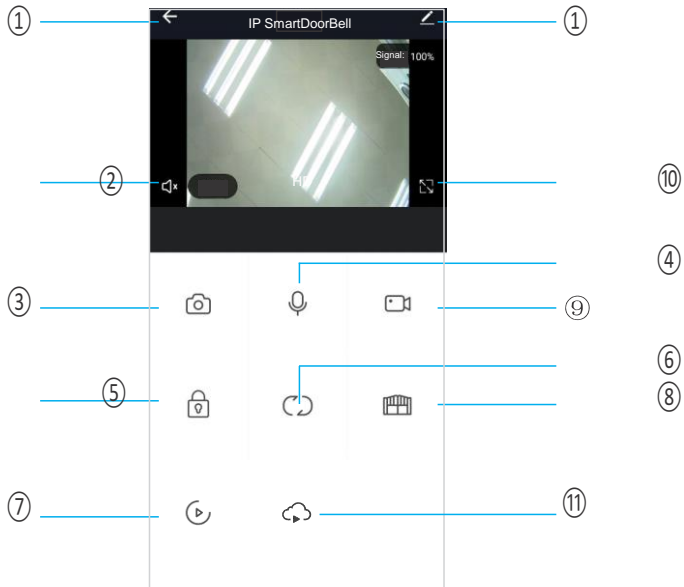 ① IP SmartDoorBell ①
Signal: 100%
② HD ⑩
④
③ ⑨
⑥
⑤ ⑧
⑦ ⑪